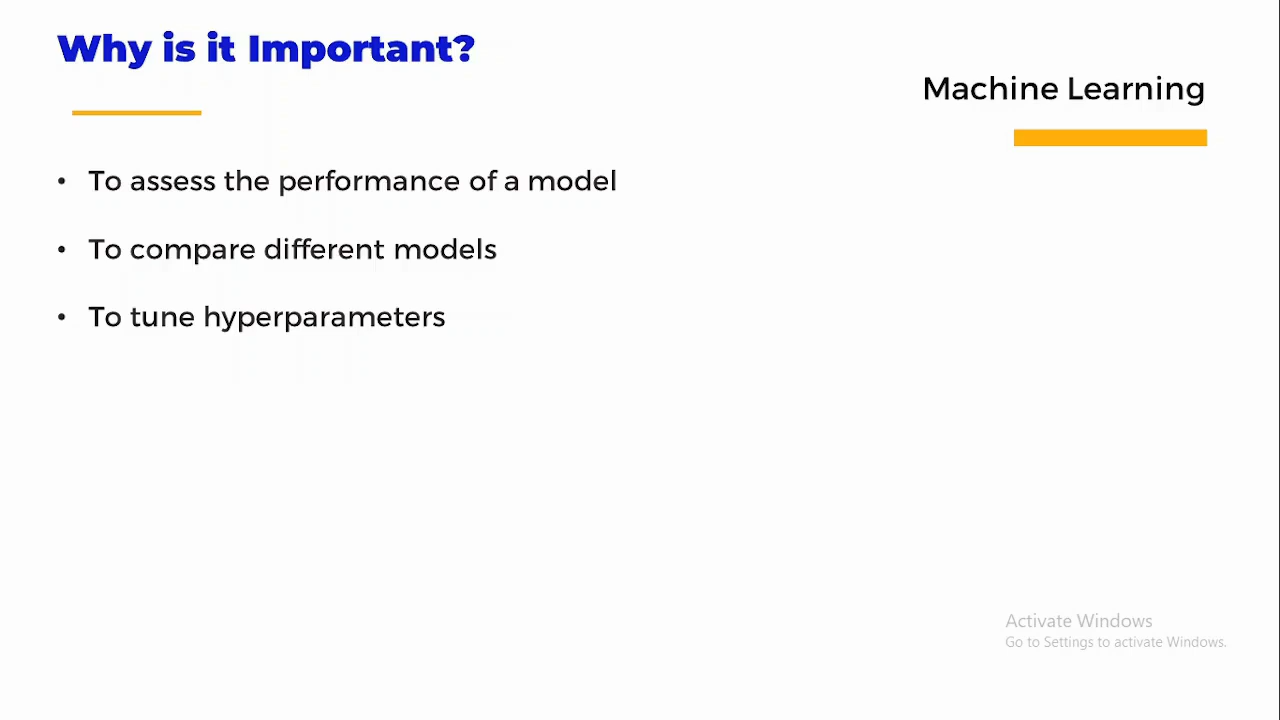 Why is it Important?
Machine Learning
• To assess the performance of a model
• To compare different models
• To tune hyperparameters
Activate Windows
Go to Settings to activate Windows.